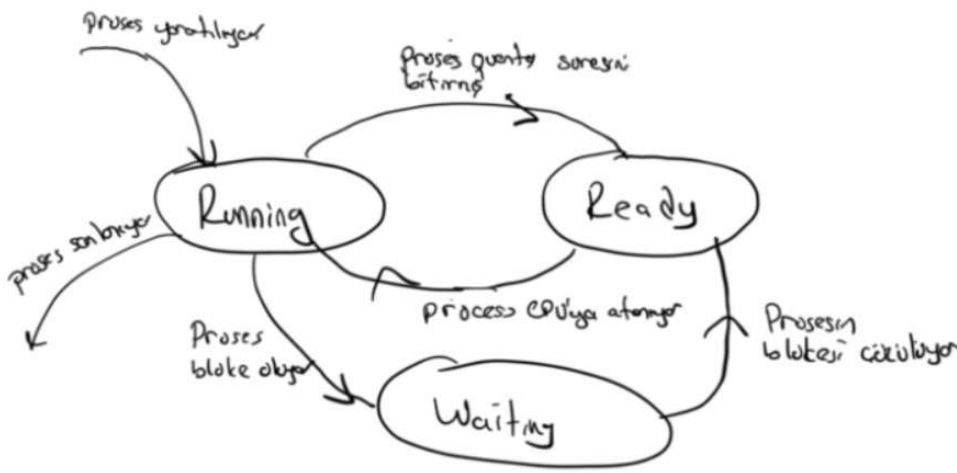 Proses yaratılıyor
Proses quanta süresini
bitirmiş
Running
Ready
proses sonlanıyor
process CPU'ya atanıyor
Proses
bloke oluyor
Prosesin
blokesi çözülüyor
Waiting